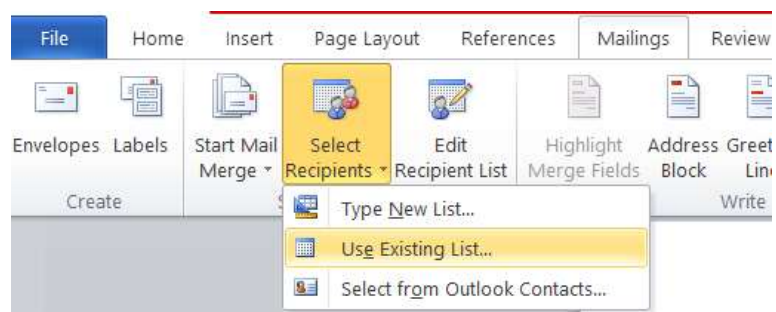 File Home Insert Page Layout References Mailings Review
Envelopes Labels Start Mail Select Edit Highlight Address
Merge Recipients Recipient List Merge Fields Block
Create Write
Type New List...
Use Existing List...
Select from Outlook Contacts...